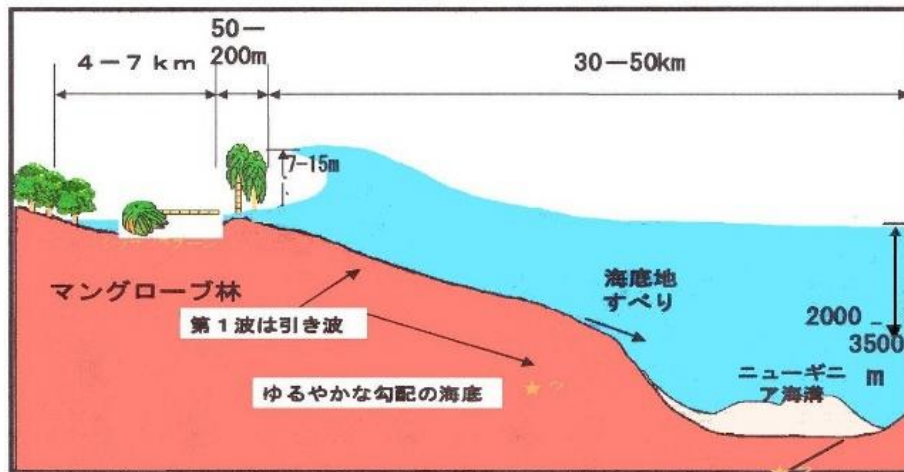 50−
200m
4−7 km
30−50km
7-15m
海底地
すべり
マングローブ林
第1波は引き波
2000 −
3500
m
ニューギニ
ア海溝
ゆるやかな勾配の海底